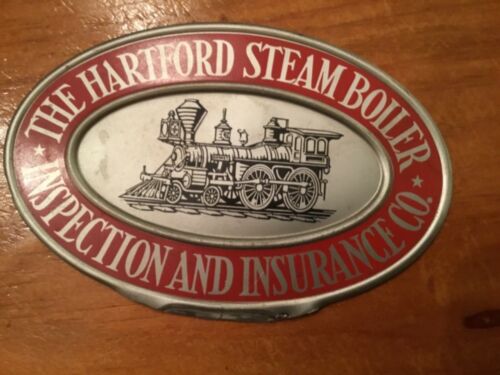 THE HARTFORD STEAM BOILER
INSPECTION AND INSURANCE CO.